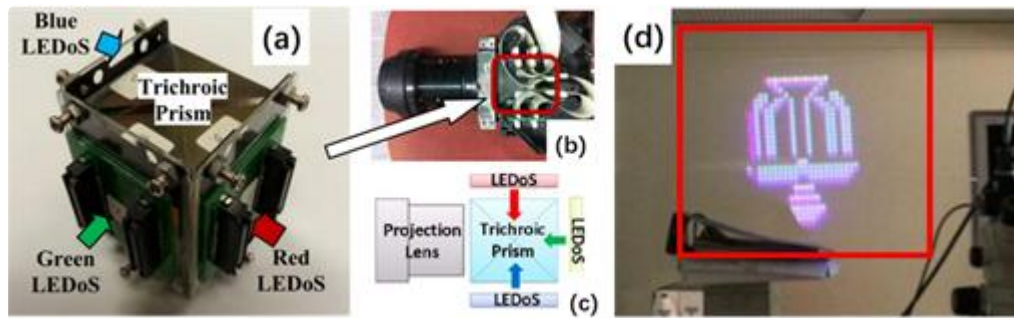 (a)
Blue
LEDoS
Trichroic
Prism
Green
LEDoS
Red
LEDoS
(b)
LEDoS
Projection
Lens
Trichroic
Prism
LEDoS
LEDoS
(c)
(d)